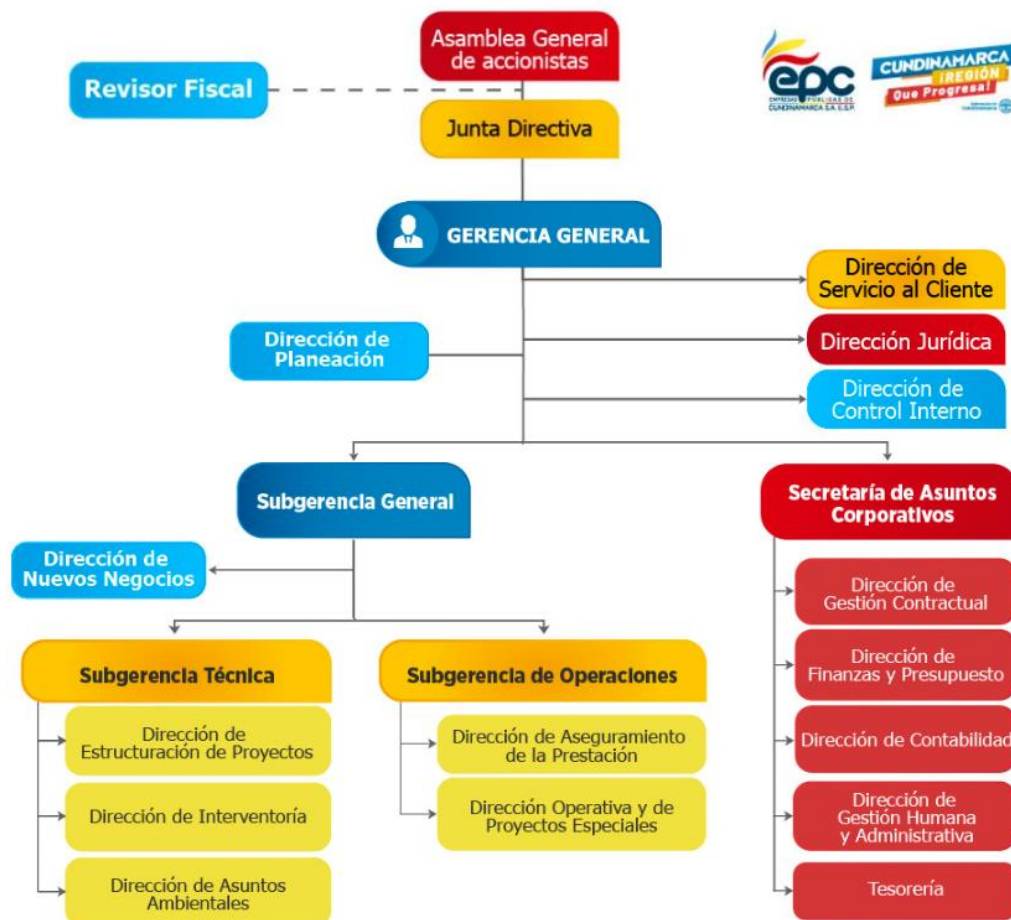 Asamblea General
de accionistas
Revisor Fiscal
epc
EMPRESAS PÚBLICAS DE
CUNDINAMARCA S.A. E.S.P.
CUNDINAMARCA
¡REGIÓN
Que Progresa!
Junta Directiva
GERENCIA GENERAL
Dirección de
Servicio al Cliente
Dirección de
Planeación
Dirección Jurídica
Dirección de
Control Interno
Subgerencia General
Secretaría de Asuntos
Corporativos
Dirección de
Nuevos Negocios
Subgerencia Técnica
Dirección de
Estructuración de Proyectos
Dirección de Interventoría
Dirección de Asuntos
Ambientales
Subgerencia de Operaciones
Dirección de Aseguramiento
de la Prestación
Dirección Operativa y de
Proyectos Especiales
Dirección de
Gestión Contractual
Dirección de
Finanzas y Presupuesto
Dirección de Contabilidad
Dirección de
Gestión Humana
y Administrativa
Tesorería